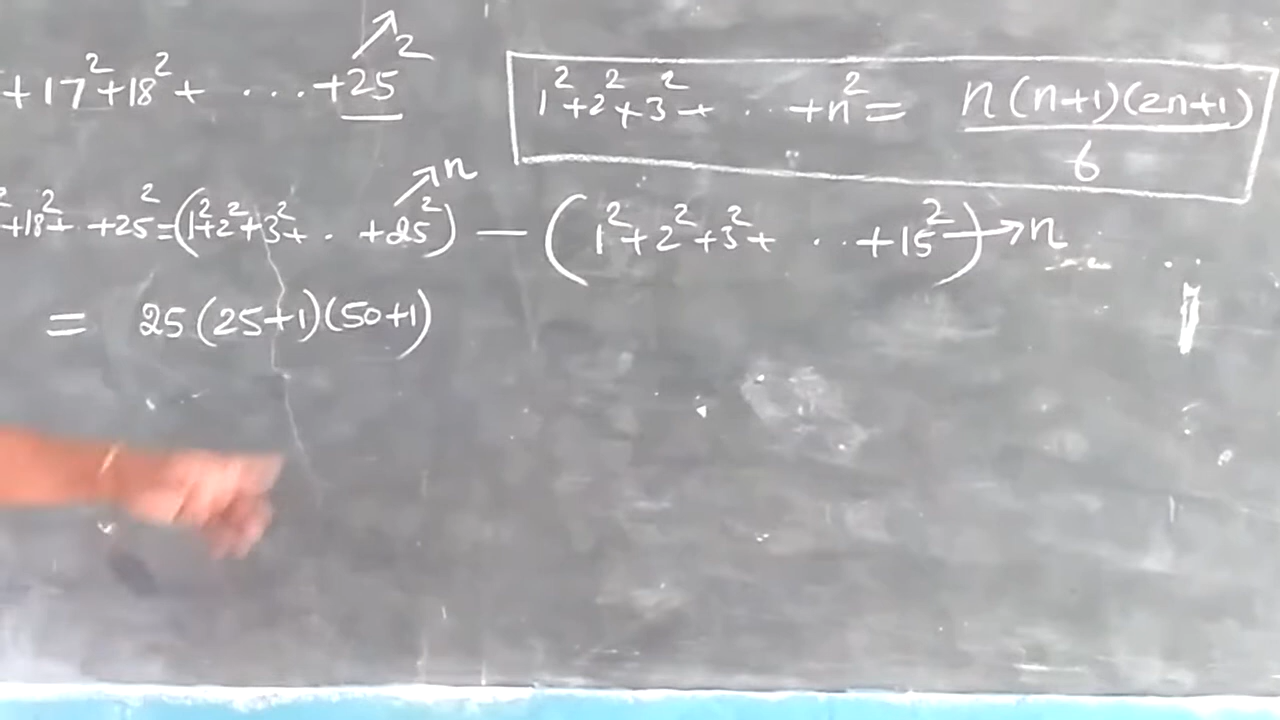 + 17² + 18² + ... + 25²
1² + 2² + 3² + ... + n² = n(n+1)(2n+1)
6
² + 18² + .. + 25² = (1² + 2² + 3² + .. + 25²) → n − (1² + 2² + 3² + ... + 15²) → n
= 25(25+1)(50+1)